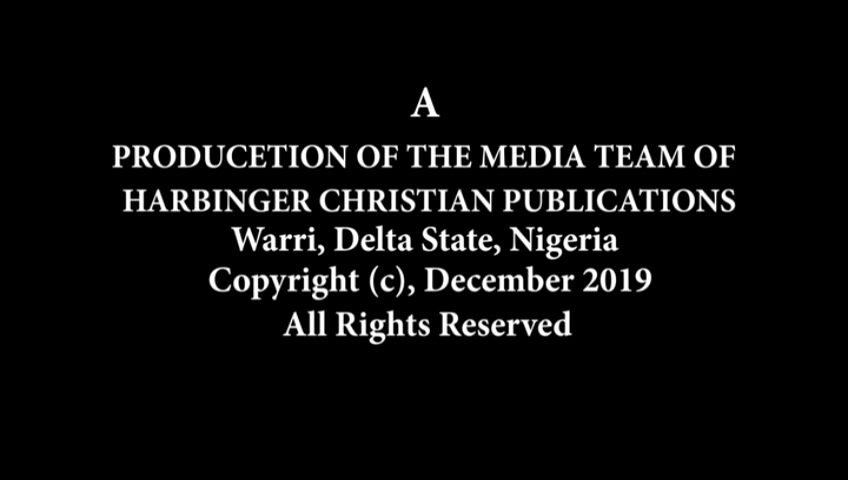 A
PRODUCETION OF THE MEDIA TEAM OF
HARBINGER CHRISTIAN PUBLICATIONS
Warri, Delta State, Nigeria
Copyright (c), December 2019
All Rights Reserved